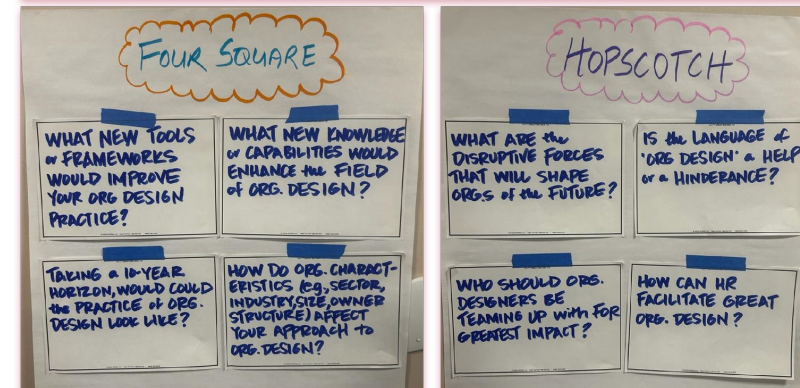 FOUR SQUARE
WHAT NEW TOOLS
or FRAMEWORKS
WOULD IMPROVE
YOUR ORG DESIGN
PRACTICE?
WHAT NEW KNOWLEDGE
or CAPABILITIES WOULD
ENHANCE the FIELD
of ORG. DESIGN?
TAKING a 10-YEAR
HORIZON, WOULD COULD
the PRACTICE of ORG.
DESIGN LOOK LIKE?
HOW DO ORG. CHARACT-
ERISTICS (e.g., SECTOR,
INDUSTRY, SIZE, OWNER
STRUCTURE) AFFECT
YOUR APPROACH to
ORG. DESIGN?
HOPSCOTCH
WHAT ARE the
DISRUPTIVE FORCES
THAT WILL SHAPE
ORG.S of the FUTURE?
IS the LANGUAGE of
"ORG DESIGN" a HELP
or a HINDERANCE?
WHO SHOULD ORG.
DESIGNERS BE
TEAMING UP with FOR
GREATEST IMPACT?
HOW CAN HR
FACILITATE GREAT
ORG. DESIGN?